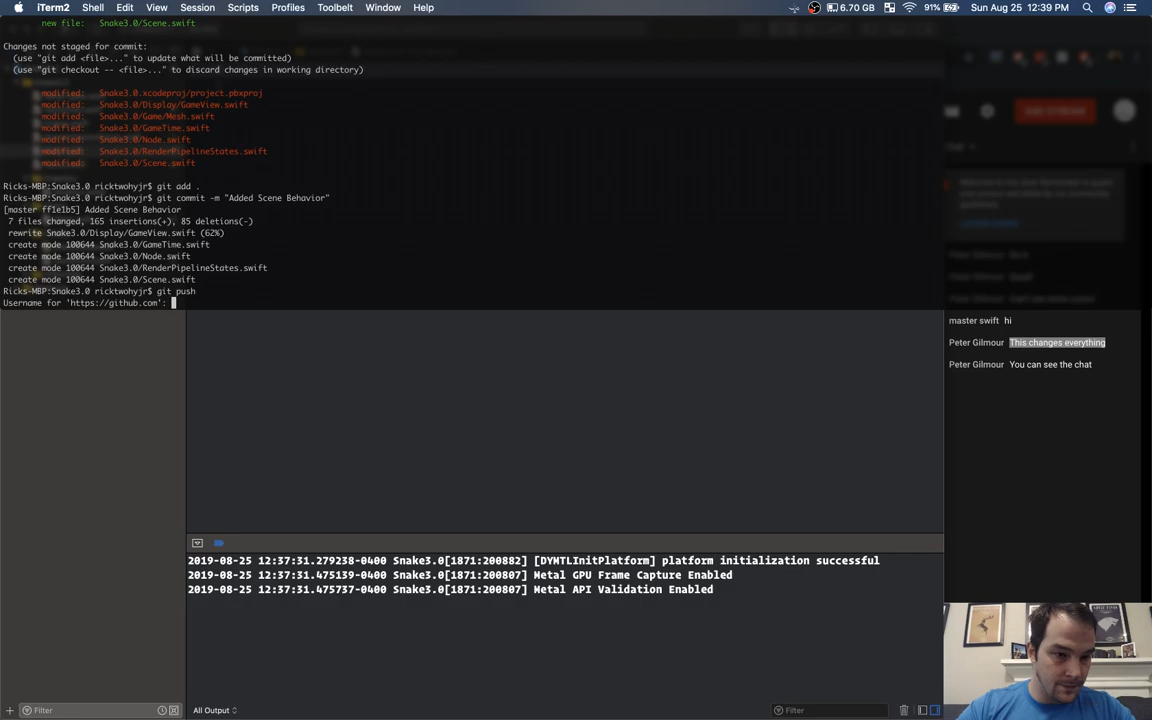 iTerm2 Shell Edit View Session Scripts Profiles Toolbelt Window Help 6.70 GB 91% Sun Aug 25 12:39 PM
new file: Snake3.0/Scene.swift
Changes not staged for commit:
(use "git add <file>..." to update what will be committed)
(use "git checkout -- <file>..." to discard changes in working directory)
modified: Snake3.0.xcodeproj/project.pbxproj
modified: Snake3.0/Display/GameView.swift
modified: Snake3.0/Game/Mesh.swift
modified: Snake3.0/GameTime.swift
modified: Snake3.0/Node.swift
modified: Snake3.0/RenderPipelineStates.swift
modified: Snake3.0/Scene.swift
Ricks-MBP:Snake3.0 ricktwohyjr$ git add .
Ricks-MBP:Snake3.0 ricktwohyjr$ git commit -m "Added Scene Behavior"
[master ff1e1b5] Added Scene Behavior
7 files changed, 165 insertions(+), 85 deletions(-)
rewrite Snake3.0/Display/GameView.swift (62%)
create mode 100644 Snake3.0/GameTime.swift
create mode 100644 Snake3.0/Node.swift
create mode 100644 Snake3.0/RenderPipelineStates.swift
create mode 100644 Snake3.0/Scene.swift
Ricks-MBP:Snake3.0 ricktwohyjr$ git push
Username for 'https://github.com':
Peter Gilmour
Peter Gilmour
Peter Gilmour
master swift hi
Peter Gilmour This changes everything
Peter Gilmour You can see the chat
2019-08-25 12:37:31.279238-0400 Snake3.0[1871:200882] [DYMTLInitPlatform] platform initialization successful
2019-08-25 12:37:31.475139-0400 Snake3.0[1871:200807] Metal GPU Frame Capture Enabled
2019-08-25 12:37:31.475737-0400 Snake3.0[1871:200807] Metal API Validation Enabled
Filter
All Output
Filter